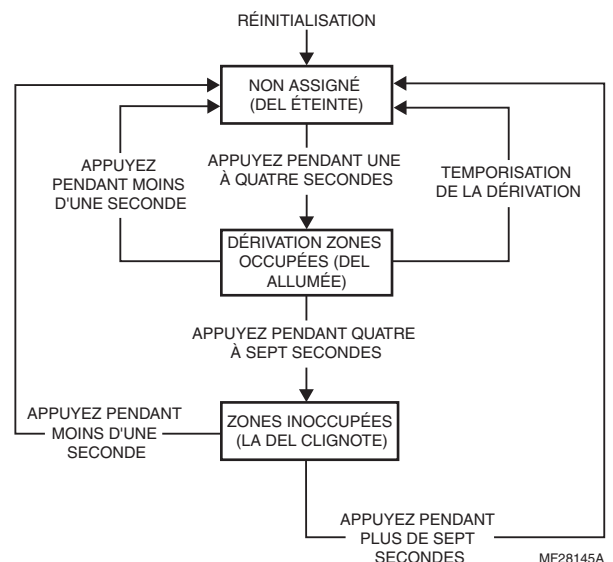 RÉINITIALISATION
NON ASSIGNÉ
(DEL ÉTEINTE)
APPUYEZ
PENDANT MOINS
D'UNE SECONDE
APPUYEZ PENDANT UNE
À QUATRE SECONDES
TEMPORISATION
DE LA DÉRIVATION
DÉRIVATION ZONES
OCCUPÉES (DEL
ALLUMÉE)
APPUYEZ PENDANT QUATRE
À SEPT SECONDES
APPUYEZ PENDANT
MOINS D'UNE
SECONDE
ZONES INOCCUPÉES
(LA DEL CLIGNOTE)
APPUYEZ PENDANT
PLUS DE SEPT
SECONDES
MF28145A